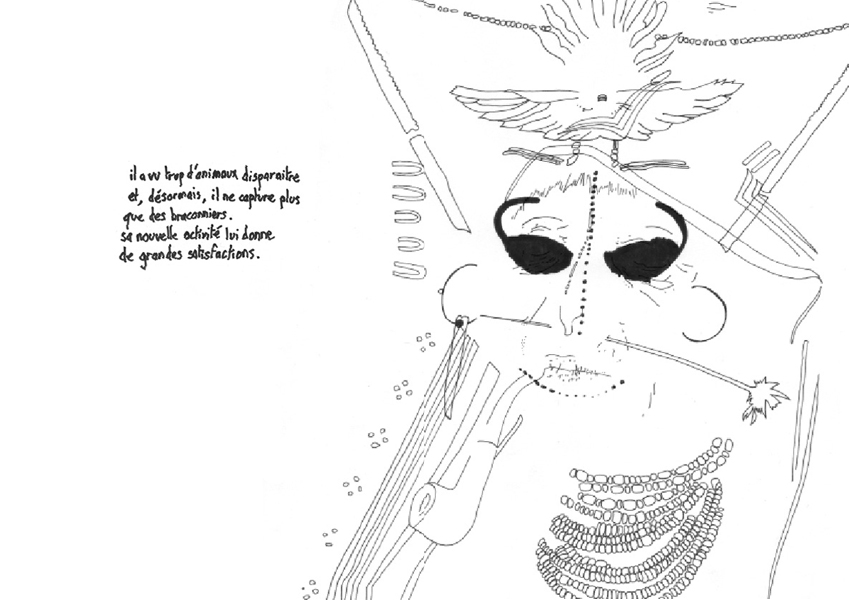 il a vu trop d'animaux disparaitre
et, désormais, il ne capture plus
que des braconniers.
sa nouvelle activité lui donne
de grandes satisfactions.